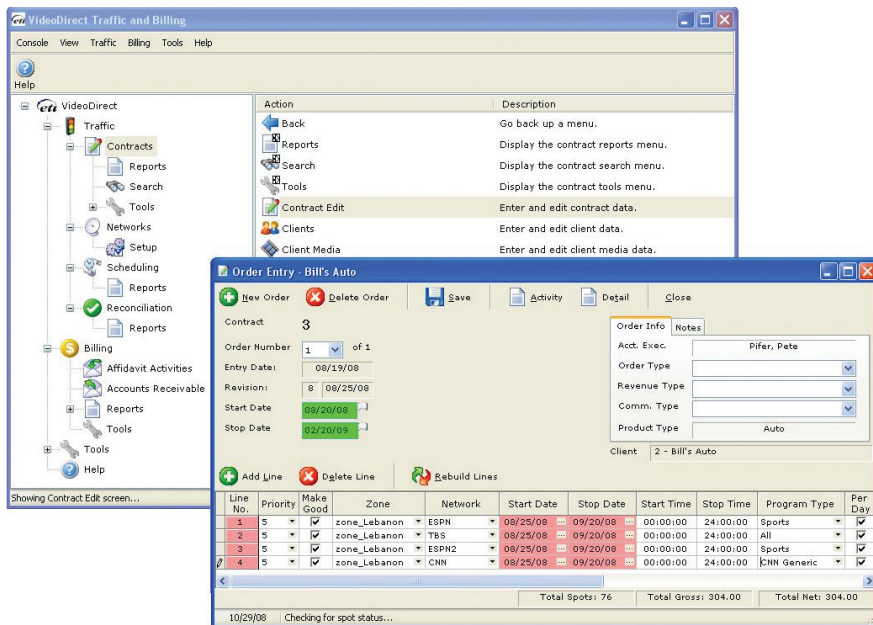 eti VideoDirect Traffic and Billing
Console View Traffic Billing Tools Help
Help
eti VideoDirect
Traffic
Contracts
Reports
Search
Tools
Networks
Setup
Scheduling
Reports
Reconciliation
Reports
Billing
Affidavit Activities
Accounts Receivable
Reports
Tools
Tools
Help
Action Description
Back Go back up a menu.
Reports Display the contract reports menu.
Search Display the contract search menu.
Tools Display the contract tools menu.
Contract Edit Enter and edit contract data.
Clients Enter and edit client data.
Client Media Enter and edit client media data.
Showing Contract Edit screen...
Order Entry - Bill's Auto
New Order Delete Order Save Activity Detail Close
Contract 3
Order Number 1 of 1
Entry Date: 08/19/08
Revision: 8 08/25/08
Start Date 08/20/08
Stop Date 02/20/09
Order Info Notes
Acct. Exec. Pifer, Pete
Order Type
Revenue Type
Comm. Type
Product Type Auto
Client 2 - Bill's Auto
Add Line Delete Line Rebuild Lines
Line No. Priority Make Good Zone Network Start Date Stop Date Start Time Stop Time Program Type Per Day
1 5 zone_Lebanon ESPN 08/25/08 ... 09/20/08 ... 00:00:00 24:00:00 Sports
2 5 zone_Lebanon TBS 08/25/08 ... 09/20/08 ... 00:00:00 24:00:00 All
3 5 zone_Lebanon ESPN2 08/25/08 ... 09/20/08 ... 00:00:00 24:00:00 Sports
4 5 zone_Lebanon CNN 08/25/08 ... 09/20/08 ... 00:00:00 24:00:00 CNN Generic
Total Spots: 76 Total Gross: 304.00 Total Net: 304.00
10/29/08 Checking for spot status...